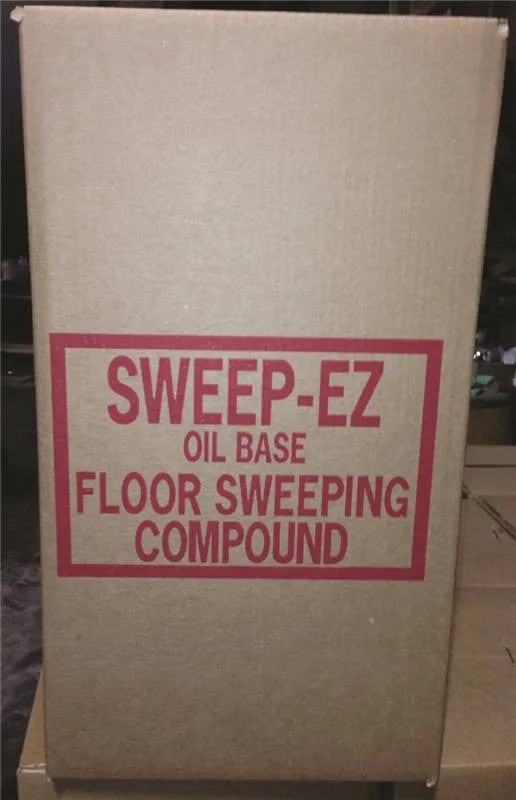 SWEEP-EZ
OIL BASE
FLOOR SWEEPING
COMPOUND